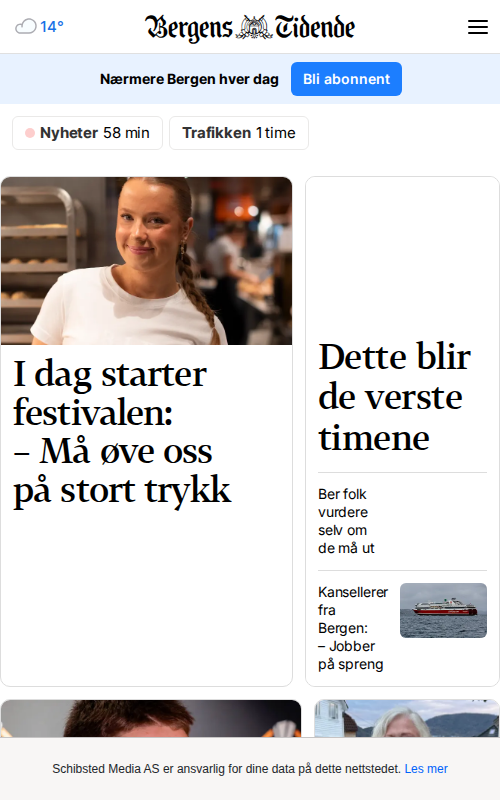 14°
Bergens Tidende
Nærmere Bergen hver dag
Bli abonnent
Nyheter 58 min
Trafikken 1 time
I dag starter
festivalen:
– Må øve oss
på stort trykk
Dette blir
de verste
timene
Ber folk
vurdere
selv om
de må ut
Kansellerer
fra
Bergen:
– Jobber
på spreng
Schibsted Media AS er ansvarlig for dine data på dette nettstedet. Les mer